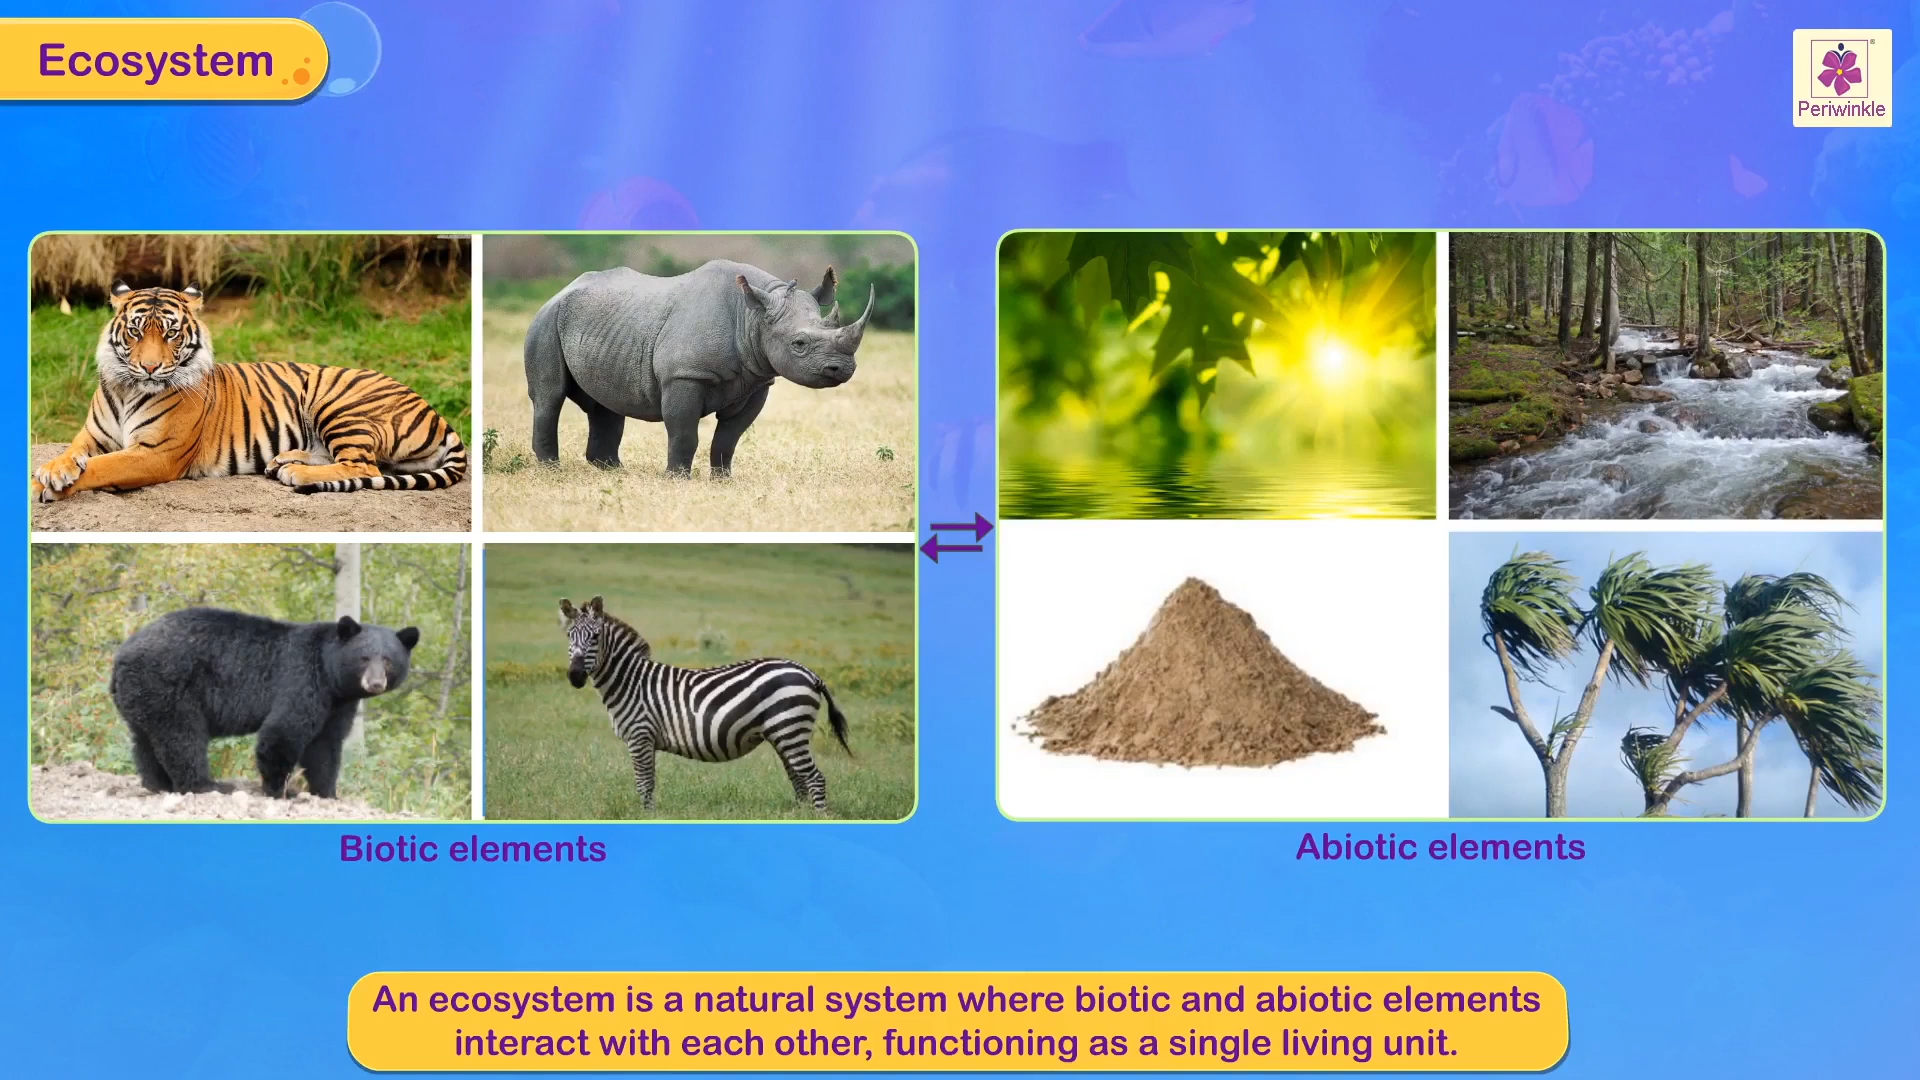 Ecosystem
Periwinkle
Biotic elements
Abiotic elements
An ecosystem is a natural system where biotic and abiotic elements
interact with each other, functioning as a single living unit.